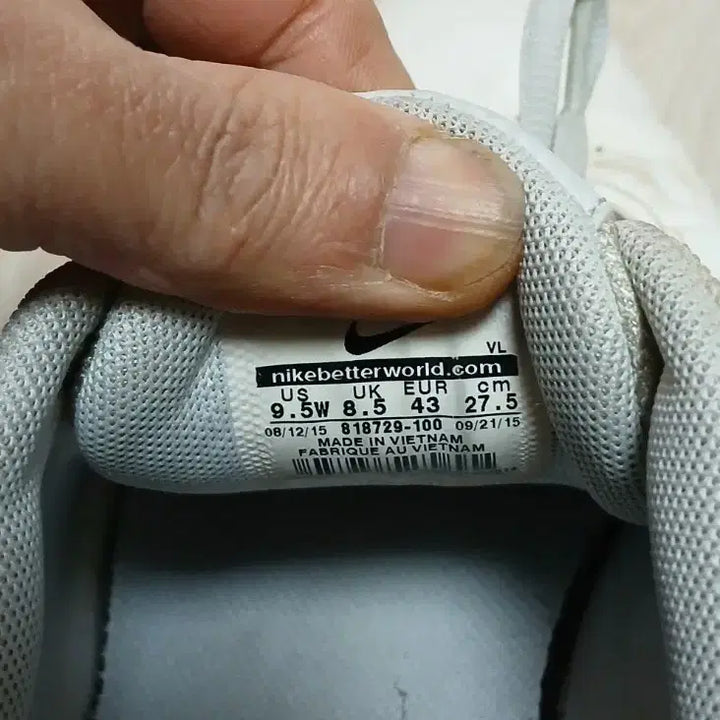 VL
nikebetterworld.com
US UK EUR cm
9.5W 8.5 43 27.5
08/12/15 818729-100 09/21/15
MADE IN VIETNAM
FABRIQUE AU VIETNAM